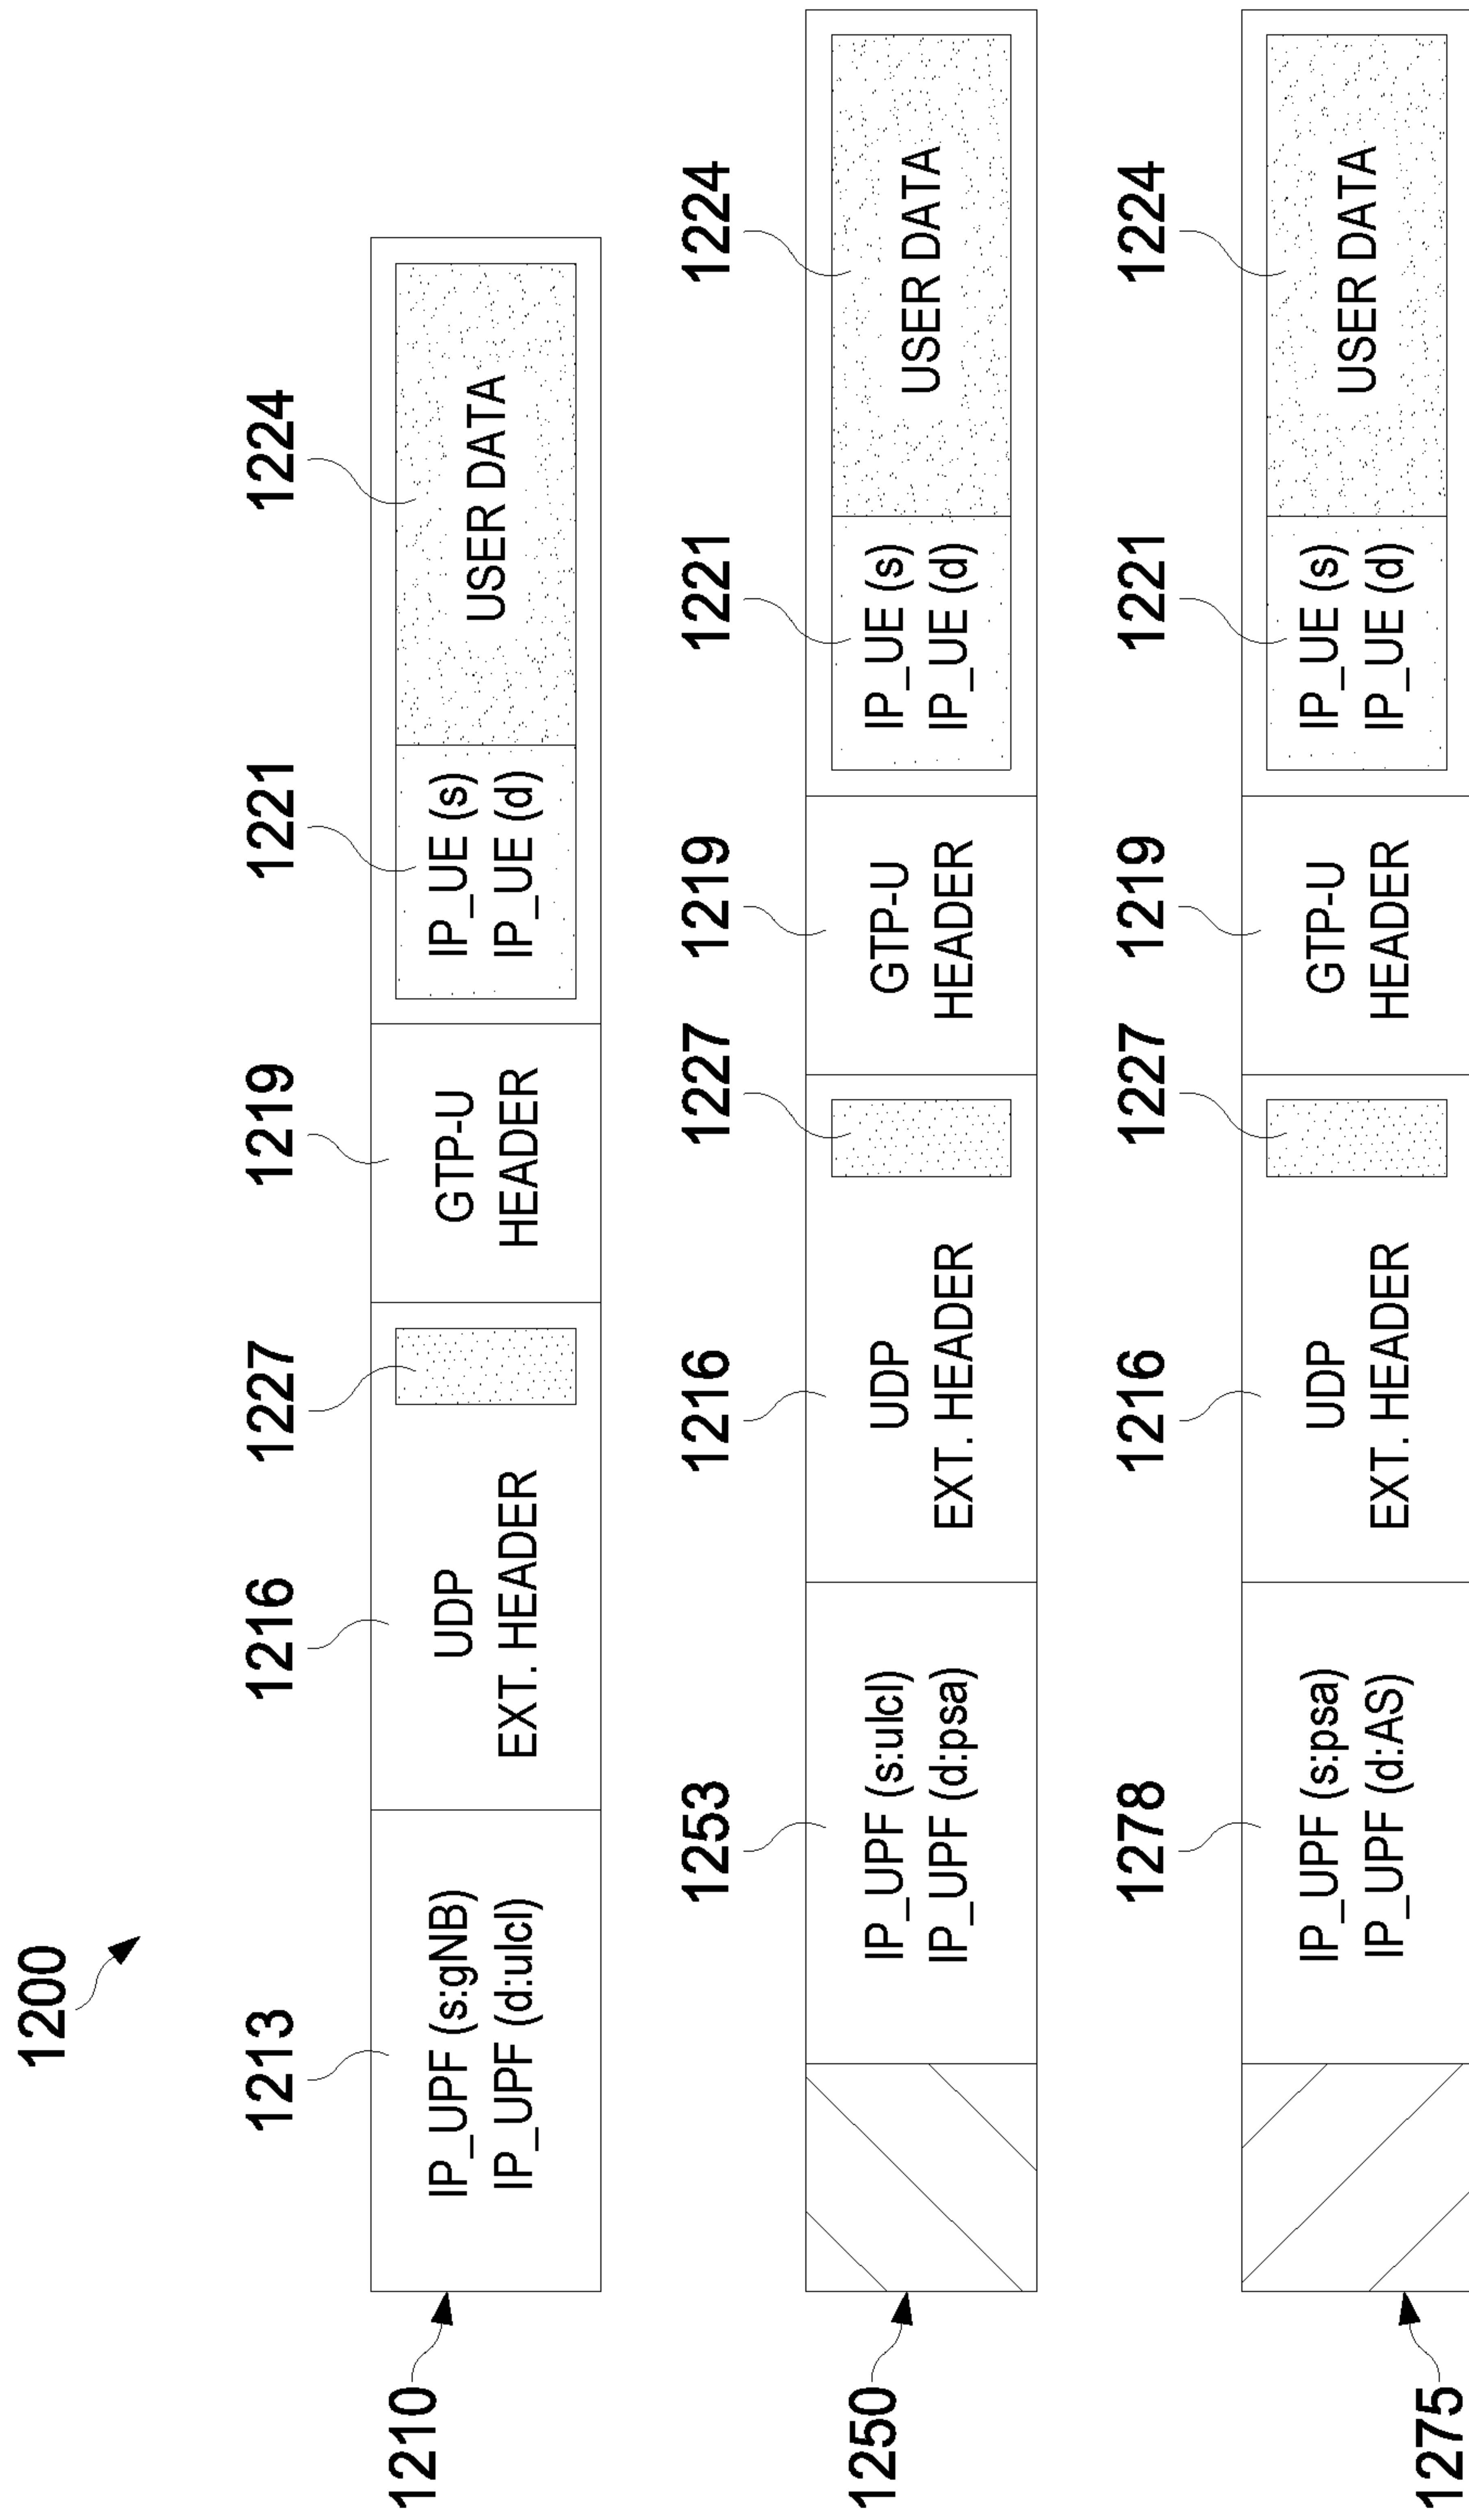 1200
1213
1216
1227
1219
1221
1224
1210
IP_UPF (s:gNB)
IP_UPF (d:ulcl)
UDP
EXT. HEADER
GTP-U
HEADER
IP_UE (s)
IP_UE (d)
USER DATA
1253
1216
1227
1219
1221
1224
1250
IP_UPF (s:ulcl)
IP_UPF (d:psa)
UDP
EXT. HEADER
GTP-U
HEADER
IP_UE (s)
IP_UE (d)
USER DATA
1278
1216
1227
1219
1221
1224
1275
IP_UPF (s:psa)
IP_UPF (d:AS)
UDP
EXT. HEADER
GTP-U
HEADER
IP_UE (s)
IP_UE (d)
USER DATA